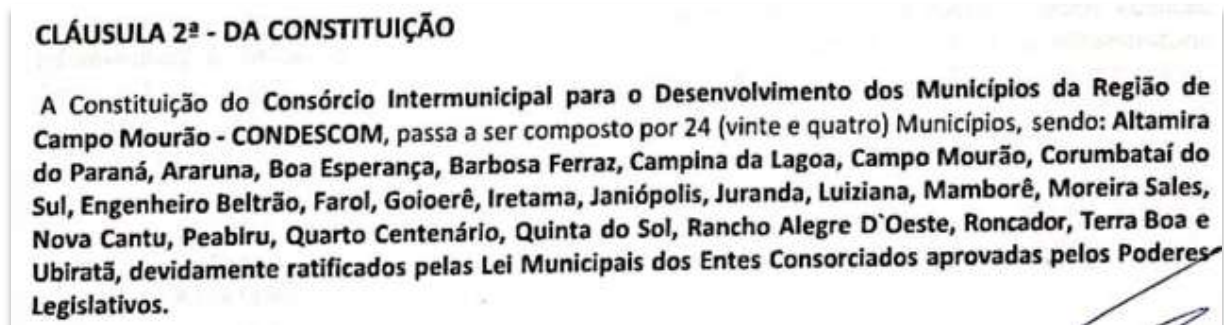 CLÁUSULA 2ª - DA CONSTITUIÇÃO
A Constituição do Consórcio Intermunicipal para o Desenvolvimento dos Municípios da Região de
Campo Mourão - CONDESCOM, passa a ser composto por 24 (vinte e quatro) Municípios, sendo: Altamira
do Paraná, Araruna, Boa Esperança, Barbosa Ferraz, Campina da Lagoa, Campo Mourão, Corumbataí do
Sul, Engenheiro Beltrão, Farol, Goioerê, Iretama, Janiópolis, Juranda, Luiziana, Mamborê, Moreira Sales,
Nova Cantu, Peabiru, Quarto Centenário, Quinta do Sol, Rancho Alegre D`Oeste, Roncador, Terra Boa e
Ubiratã, devidamente ratificados pelas Lei Municipais dos Entes Consorciados aprovadas pelos Poderes
Legislativos.